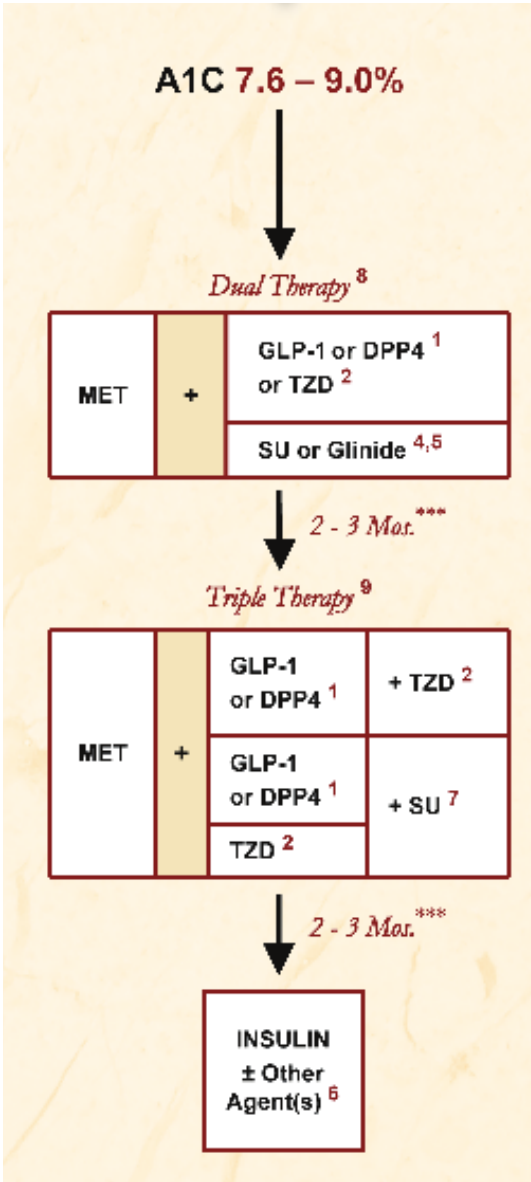 A1C 7.6 – 9.0%
Dual Therapy 8
MET
+
GLP-1 or DPP4 1
or TZD 2
SU or Glinide 4,5
2 - 3 Mos.***
Triple Therapy 9
MET
+
GLP-1
or DPP4 1
+ TZD 2
GLP-1
or DPP4 1
TZD 2
+ SU 7
2 - 3 Mos.***
INSULIN
± Other
Agent(s) 6